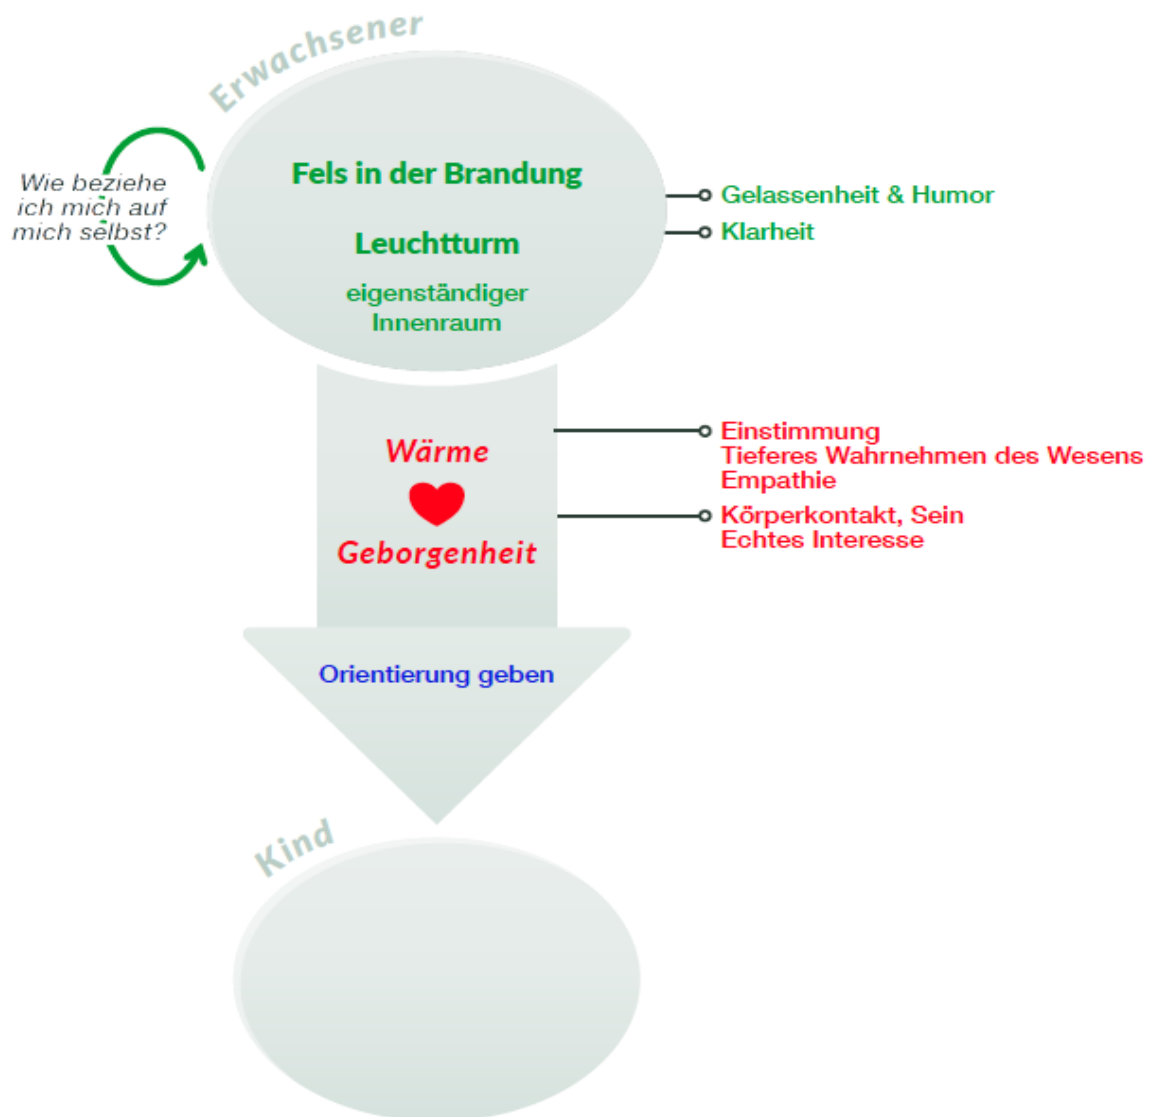 Erwachsener
Wie beziehe
ich mich auf
mich selbst?
Fels in der Brandung
Leuchtturm
eigenständiger
Innenraum
Gelassenheit & Humor
Klarheit
Wärme
Geborgenheit
Einstimmung
Tieferes Wahrnehmen des Wesens
Empathie
Körperkontakt, Sein
Echtes Interesse
Orientierung geben
Kind